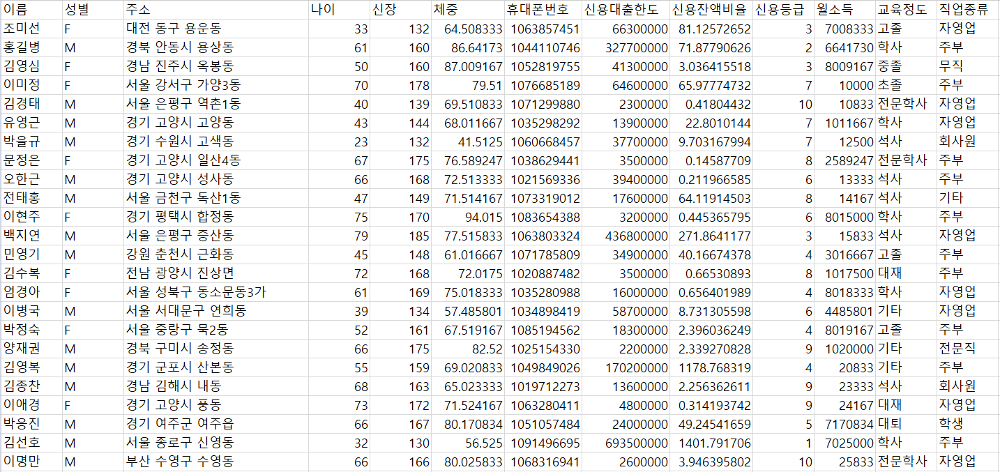 이름 성별 주소 나이 신장 체중 휴대폰번호 신용대출한도 신용잔액비율 신용등급 월소득 교육정도 직업종류
조미선 F 대전 동구 용운동 33 132 64.508333 1063857451 66300000 81.12572652 3 7008333 고졸 자영업
홍길병 M 경북 안동시 용상동 61 160 86.64173 1044110746 327700000 71.87790626 2 6641730 학사 주부
김영심 F 경남 진주시 옥봉동 50 160 87.009167 1052819755 41300000 3.036415518 3 8009167 중졸 무직
이미정 F 서울 강서구 가양3동 70 178 79.51 1076685189 64600000 65.97774732 7 10000 초졸 주부
김경태 M 서울 은평구 역촌1동 40 139 69.510833 1071299880 2300000 0.41804432 10 10833 전문학사 자영업
유영근 M 경기 고양시 고양동 43 144 68.011667 1035298292 13900000 22.8010144 7 1011667 학사 자영업
박을규 M 경기 수원시 고색동 23 132 41.5125 1060668457 37700000 9.703167994 7 12500 석사 회사원
문정은 F 경기 고양시 일산4동 67 175 76.589247 1038629441 3500000 0.14587709 8 2589247 전문학사 주부
오한근 M 경기 고양시 성사동 66 168 72.513333 1021569336 39400000 0.211966585 6 13333 석사 주부
전태홍 M 서울 금천구 독산1동 47 149 71.514167 1073319012 17600000 64.11914503 8 14167 석사 기타
이현주 F 경기 평택시 합정동 75 170 94.015 1083654388 3200000 0.445365795 6 8015000 학사 주부
백지연 M 서울 은평구 증산동 79 185 77.515833 1063803324 436800000 271.8641177 3 15833 석사 자영업
민영기 M 강원 춘천시 근화동 45 148 61.016667 1071785809 34900000 40.16674378 4 3016667 고졸 주부
김수복 F 전남 광양시 진상면 72 168 72.0175 1020887482 3500000 0.66530893 8 1017500 대재 주부
엄경아 F 서울 성북구 동소문동3가 61 169 75.018333 1035280988 16000000 0.656401989 4 8018333 학사 자영업
이병국 M 서울 서대문구 연희동 39 134 57.485801 1034898419 58700000 8.731305598 6 4485801 기타 자영업
박정숙 F 서울 중랑구 묵2동 52 161 67.519167 1085194562 18300000 2.396036249 4 8019167 고졸 주부
양재권 M 경북 구미시 송정동 66 175 82.52 1025154330 2200000 2.339270828 9 1020000 기타 전문직
김영복 M 경기 군포시 산본동 55 159 69.020833 1049849026 170200000 1178.768319 4 20833 기타 주부
김종찬 M 경남 김해시 내동 68 163 65.023333 1019712273 13600000 2.256362611 9 23333 석사 회사원
이애경 F 경기 고양시 풍동 73 172 71.524167 1063280411 4800000 0.314193742 9 24167 대재 자영업
박응진 M 경기 여주군 여주읍 66 167 80.170834 1051057484 24000000 49.24541659 5 7170834 대퇴 학생
김선호 M 서울 종로구 신영동 32 130 56.525 1091496695 693500000 1401.791706 1 7025000 학사 주부
이명만 M 부산 수영구 수영동 66 166 80.025833 1068316941 2600000 3.946395802 10 25833 전문학사 자영업